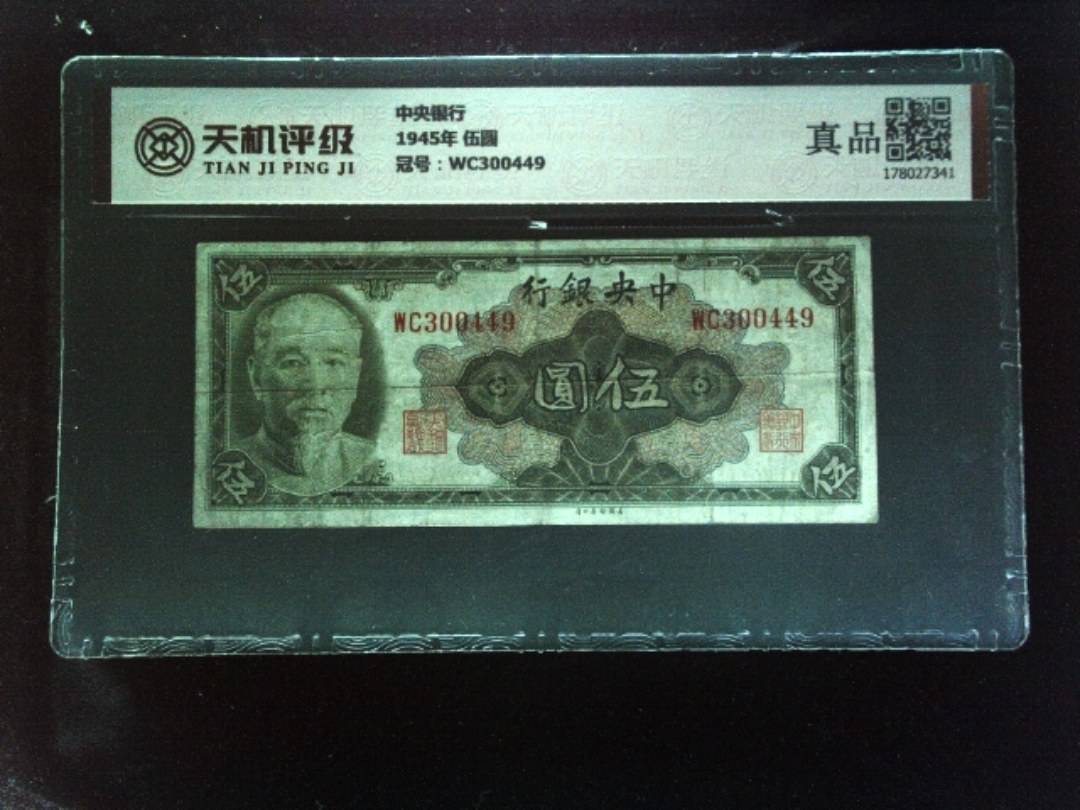 天机评级
TIAN JI PING JI
中央银行
1945年 伍圓
冠号：WC300449
真品
178027341
行銀央中
WC300449
WC300449
圓伍
伍
伍
伍
伍